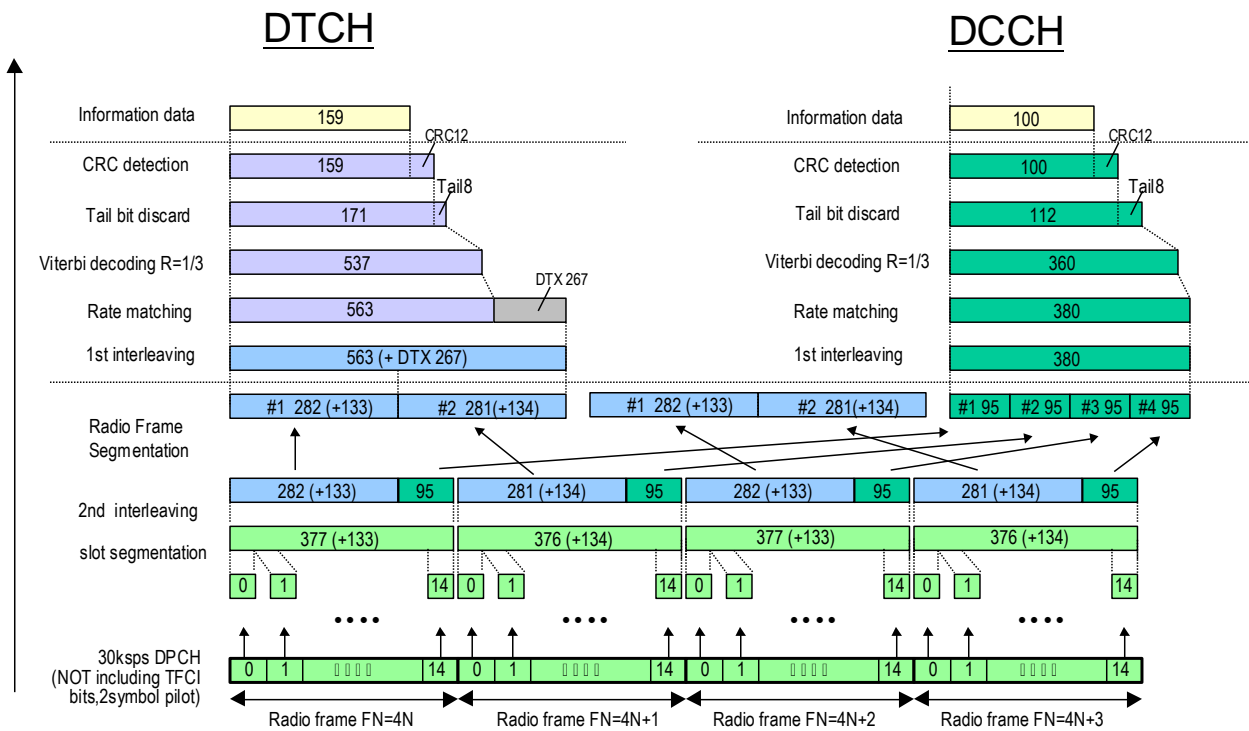 DTCH DCCH
Information data 159 Information data 100
CRC12 CRC12
CRC detection 159 CRC detection 100
Tail8 Tail8
Tail bit discard 171 Tail bit discard 112
Viterbi decoding R=1/3 537 Viterbi decoding R=1/3 360
DTX 267
Rate matching 563 Rate matching 380
1st interleaving 563 (+ DTX 267) 1st interleaving 380
#1 282 (+133) #2 281(+134) #1 282 (+133) #2 281(+134) #1 95 #2 95 #3 95 #4 95
Radio Frame
Segmentation
282 (+133) 95 281 (+134) 95 282 (+133) 95 281 (+134) 95
2nd interleaving
slot segmentation 377 (+133) 376 (+134) 377 (+133) 376 (+134)
0 1 14 0 1 14 0 1 14 0 1 14
•••• •••• •••• ••••
30ksps DPCH
(NOT including TFCI
bits,2symbol pilot)
0 1 14 0 1 14 0 1 14 0 1 14
Radio frame FN=4N Radio frame FN=4N+1 Radio frame FN=4N+2 Radio frame FN=4N+3